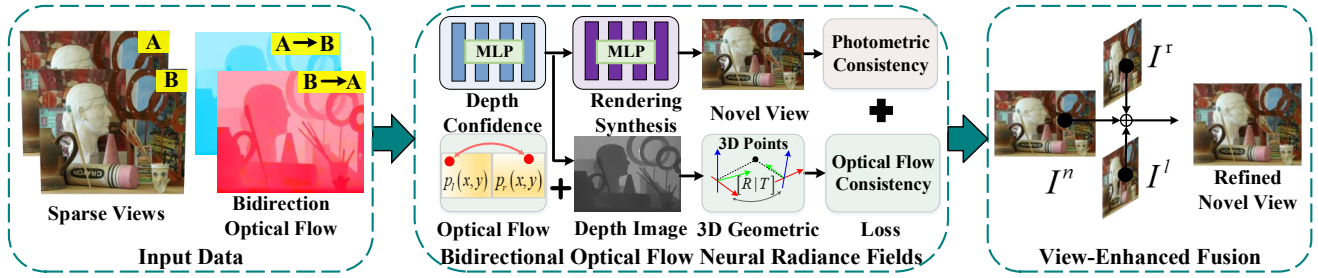 A
B
A→B
B→A
Sparse Views
Bidirection
Optical Flow
Input Data
MLP
MLP
Depth
Confidence
Rendering
Synthesis
Novel View
Photometric
Consistency
p_l(x,y)
p_r(x,y)
3D Points
[R|T]
Optical Flow
Consistency
Optical Flow
Depth Image
3D Geometric
Loss
Bidirectional Optical Flow Neural Radiance Fields
I^r
I^n
I^l
Refined
Novel View
View-Enhanced Fusion
CRAYON